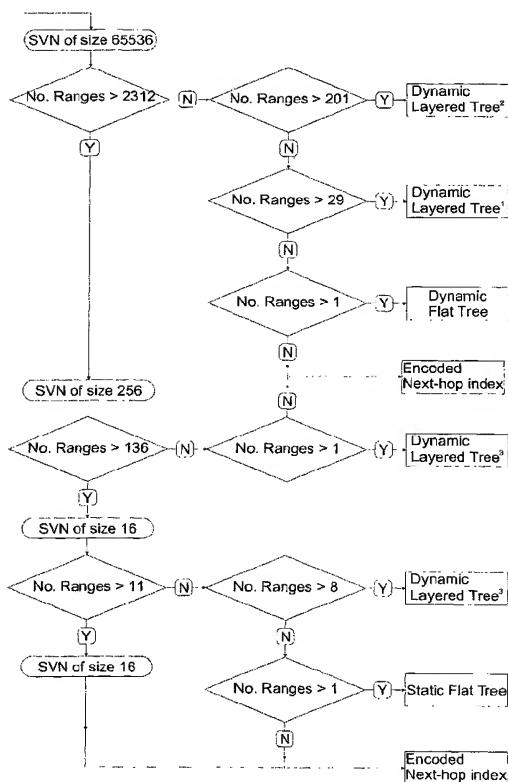 SVN of size 65536
No. Ranges > 2312
N
No. Ranges > 201
Y
Dynamic
Layered Tree²
Y
N
No. Ranges > 29
Y
Dynamic
Layered Tree¹
N
No. Ranges > 1
Y
Dynamic
Flat Tree
N
Encoded
Next-hop index
SVN of size 256
N
No. Ranges > 136
N
No. Ranges > 1
Y
Dynamic
Layered Tree³
Y
SVN of size 16
No. Ranges > 11
N
No. Ranges > 8
Y
Dynamic
Layered Tree³
Y
N
SVN of size 16
No. Ranges > 1
Y
Static Flat Tree
N
Encoded
Next-hop index